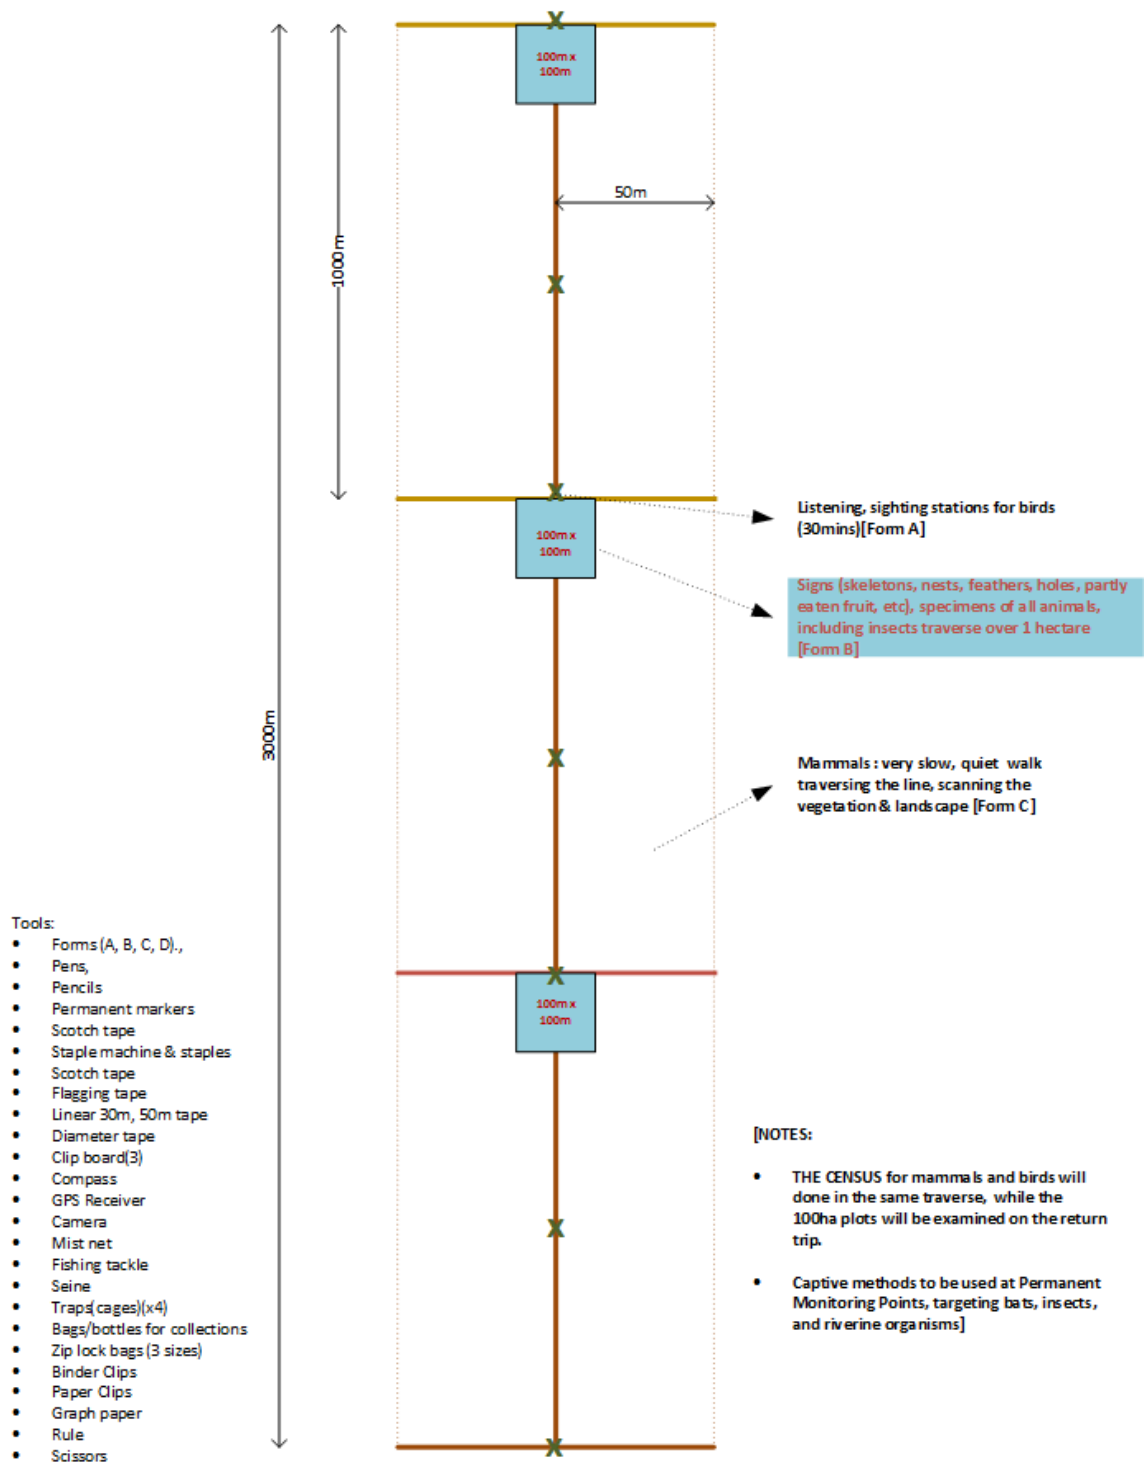 100m x
100m
50m
1000m
Listening, sighting stations for birds
(30mins)[Form A]
100m x
100m
Signs (skeletons, nests, feathers, holes, partly
eaten fruit, etc), specimens of all animals,
including insects traverse over 1 hectare
[Form B]
3000m
Mammals : very slow, quiet walk
traversing the line, scanning the
vegetation & landscape [Form C]
100m x
100m
Tools:
• Forms (A, B, C, D).,
• Pens,
• Pencils
• Permanent markers
• Scotch tape
• Staple machine & staples
• Scotch tape
• Flagging tape
• Linear 30m, 50m tape
• Diameter tape
• Clip board(3)
• Compass
• GPS Receiver
• Camera
• Mist net
• Fishing tackle
• Seine
• Traps(cages)(x4)
• Bags/bottles for collections
• Zip lock bags (3 sizes)
• Binder Clips
• Paper Clips
• Graph paper
• Rule
• Scissors
[NOTES:
• THE CENSUS for mammals and birds will
done in the same traverse, while the
100ha plots will be examined on the return
trip.
• Captive methods to be used at Permanent
Monitoring Points, targeting bats, insects,
and riverine organisms]